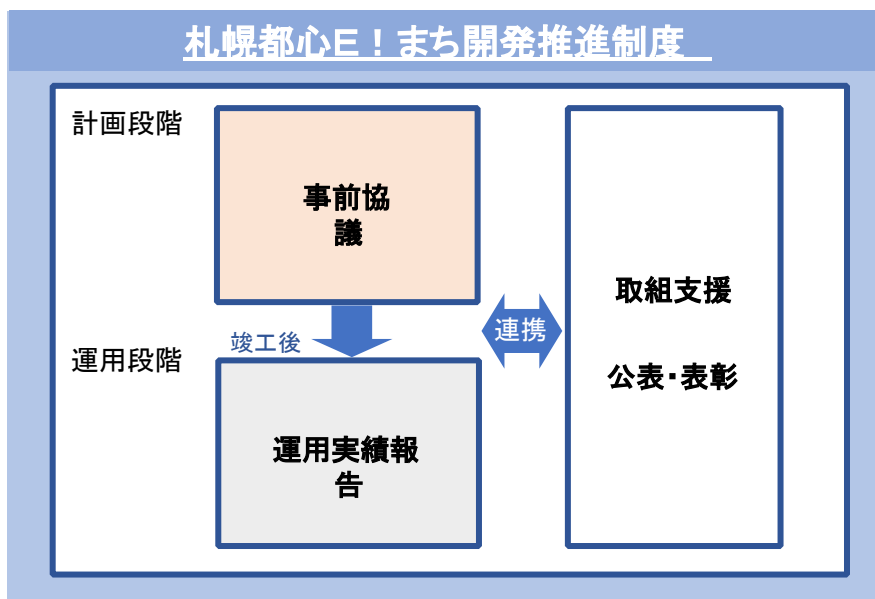 札幌都心E！まち開発推進制度
計画段階
事前協
議
竣工後
運用段階
運用実績報
告
連携
取組支援
公表・表彰